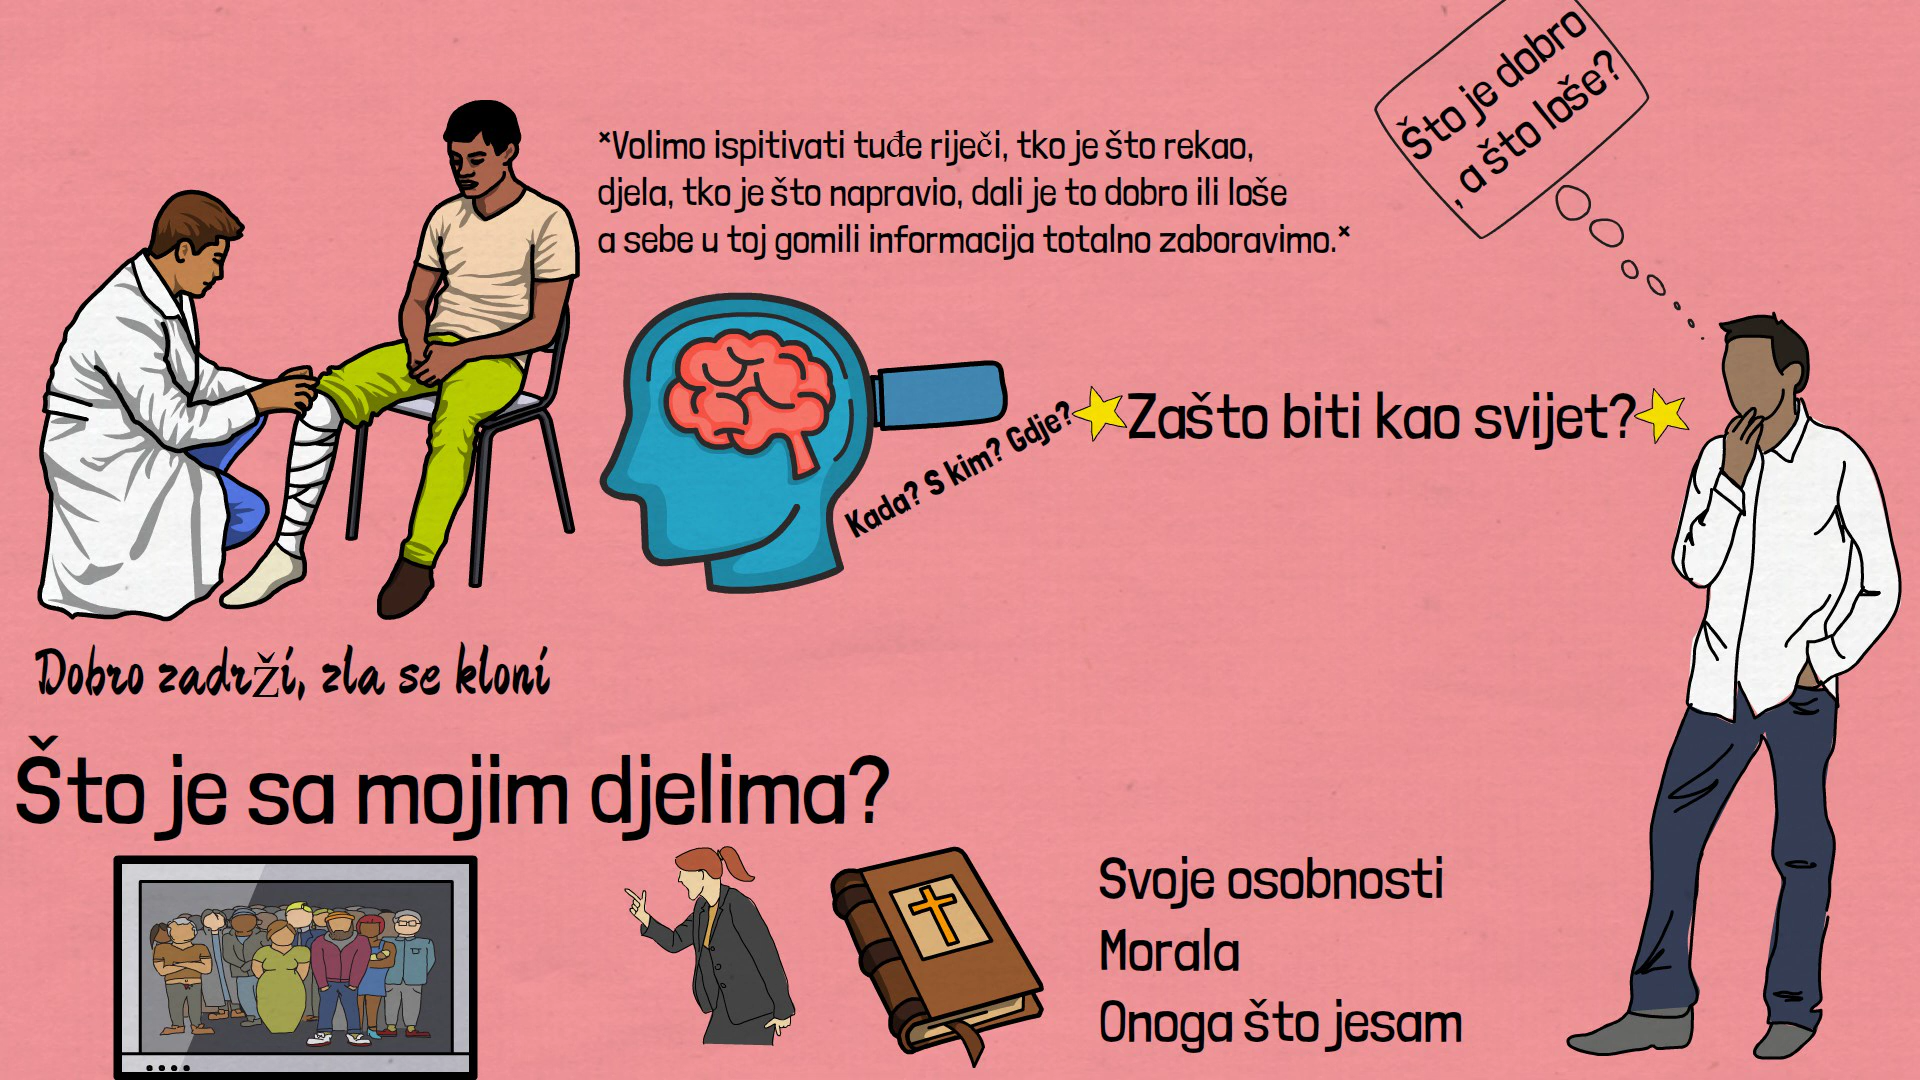 Što je dobro
, a što loše?
*Volimo ispitivati tuđe riječi, tko je što rekao,
djela, tko je što napravio, dali je to dobro ili loše
a sebe u toj gomili informacija totalno zaboravimo.*
Kada? S kim? Gdje?
Zašto biti kao svijet?
Dobro zadrži, zla se kloni
Što je sa mojim djelima?
Svoje osobnosti
Morala
Onoga što jesam